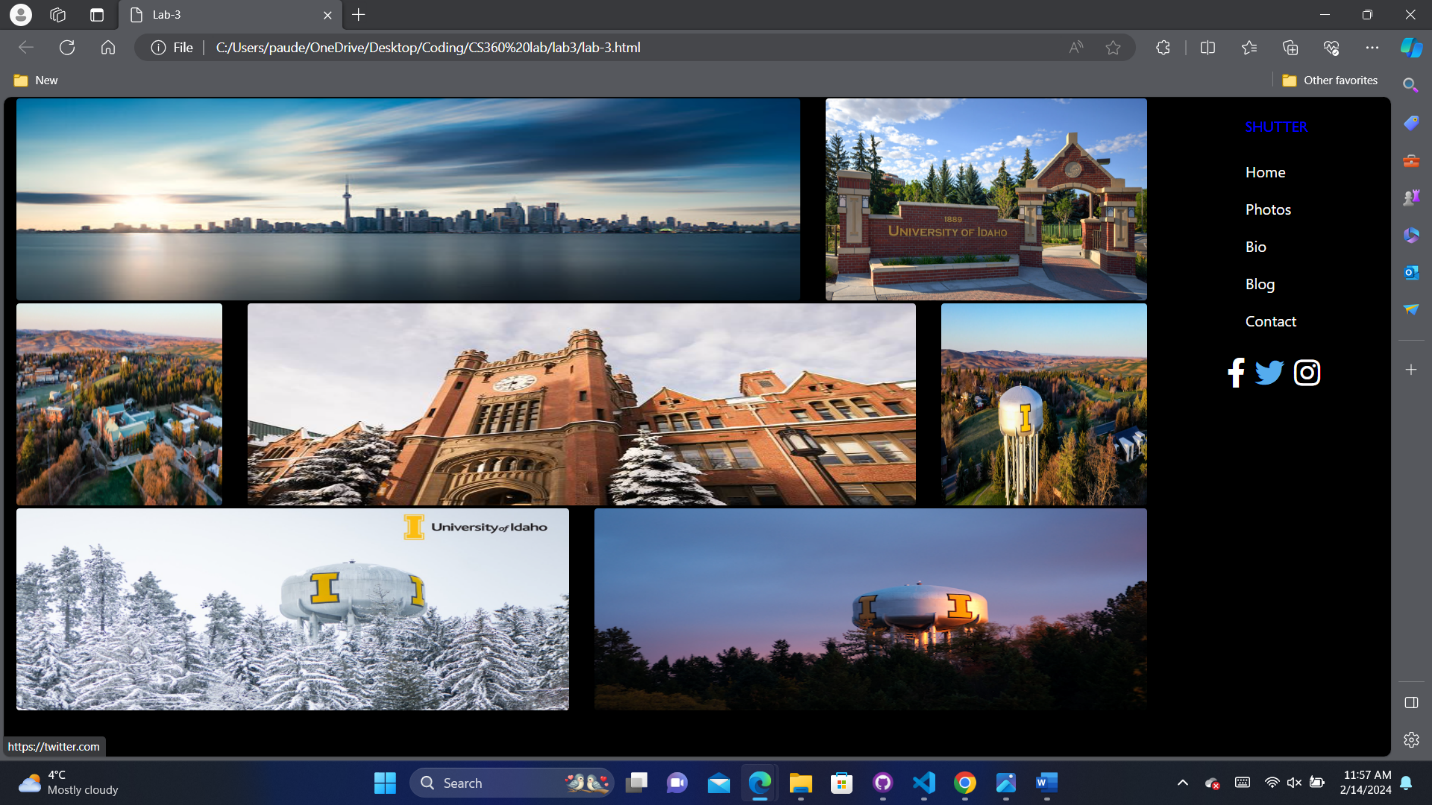 Lab-3
File
C:/Users/paude/OneDrive/Desktop/Coding/CS360%20lab/lab3/lab-3.html
New
Other favorites
1889
UNIVERSITY OF IDAHO
SHUTTER
Home
Photos
Bio
Blog
Contact
I
I University of Idaho
I I
I I
https://twitter.com
4°C
Mostly cloudy
Search
11:57 AM
2/14/2024